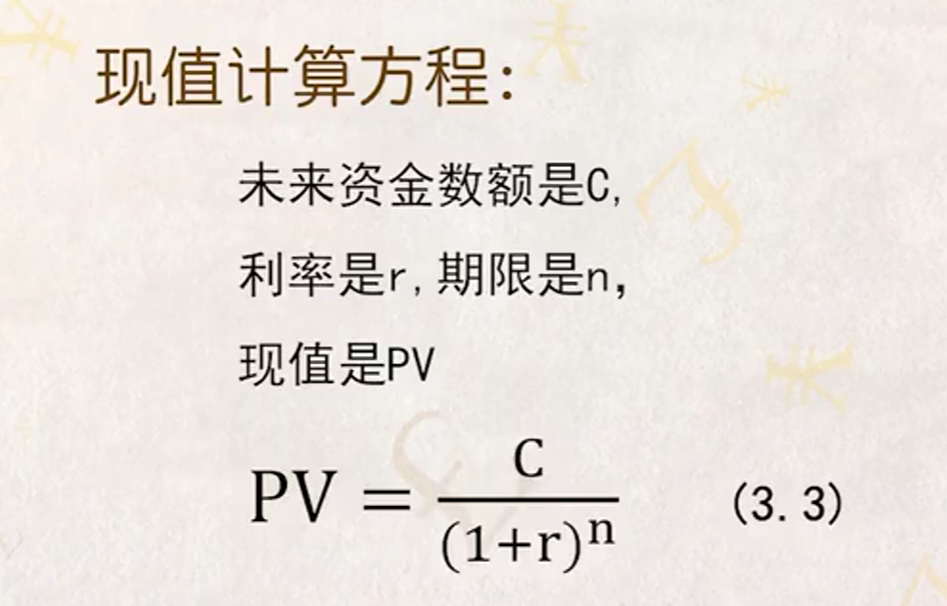 现值计算方程：
未来资金数额是C,
利率是r,期限是n，
现值是PV
PV = C/(1+r)^n (3.3)